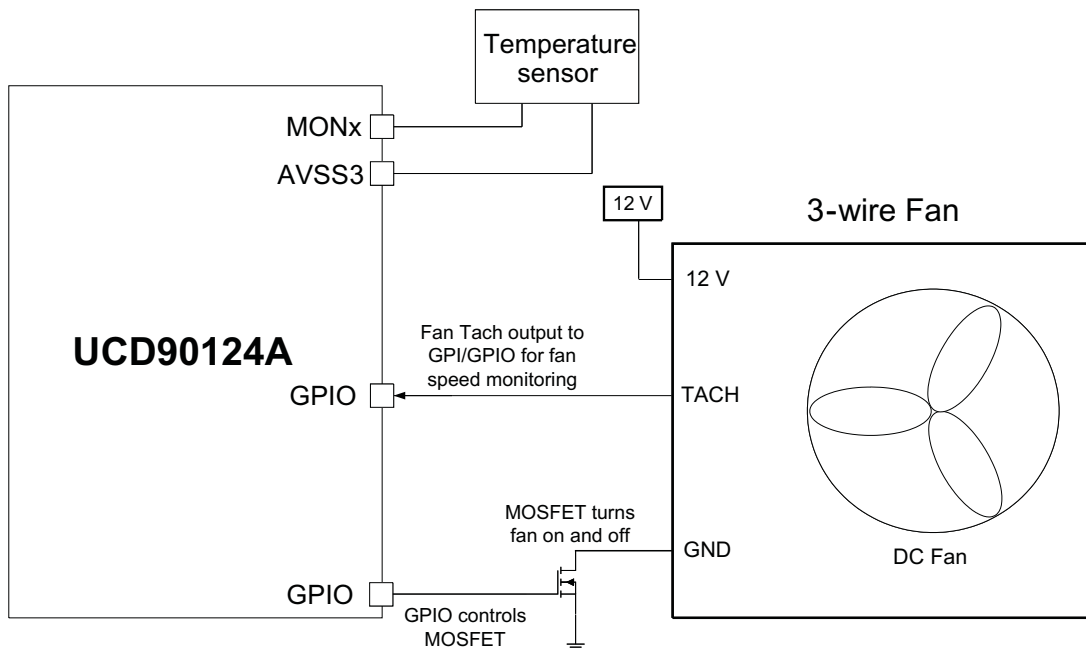 Temperature
sensor
MONx
AVSS3
12 V
3-wire Fan
12 V
UCD90124A
Fan Tach output to
GPI/GPIO for fan
speed monitoring
GPIO
TACH
MOSFET turns
fan on and off
GND
DC Fan
GPIO
GPIO controls
MOSFET